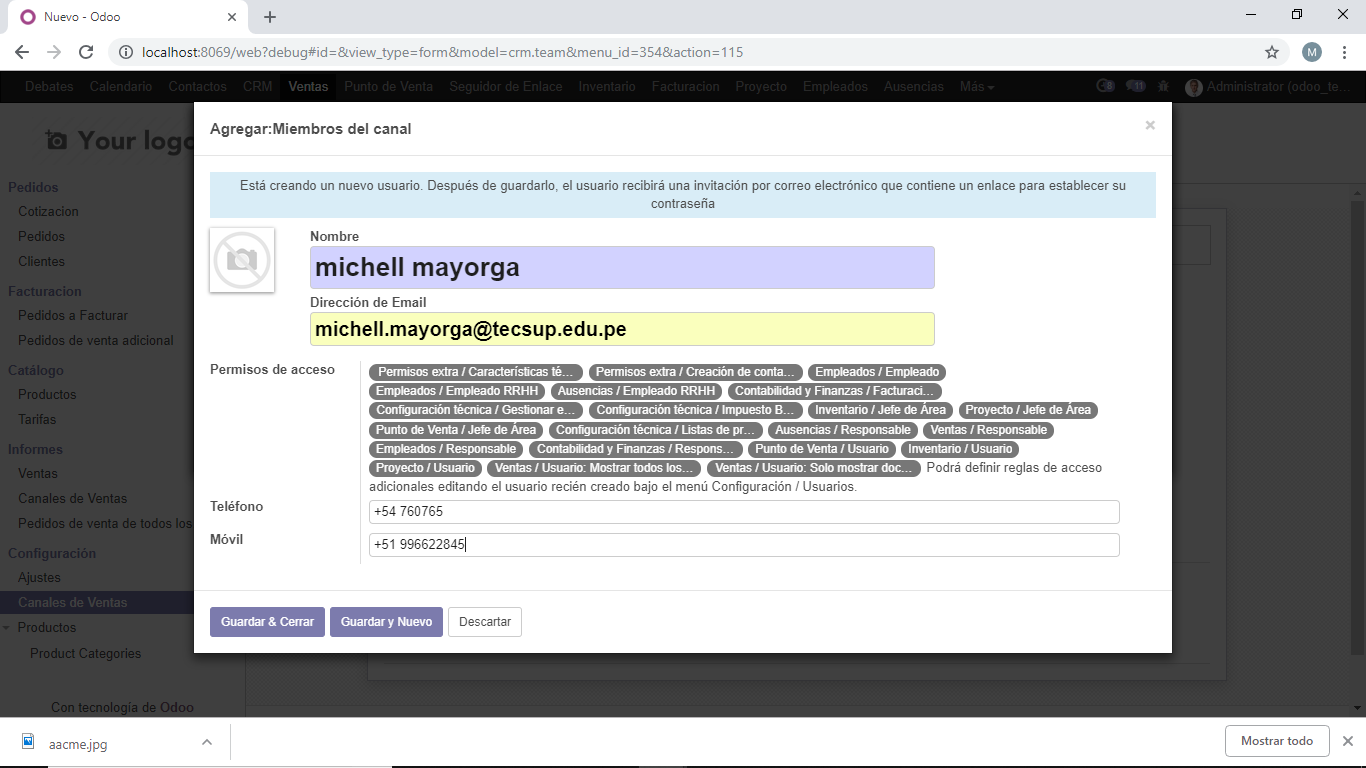 Nuevo - Odoo
localhost:8069/web?debug#id=&view_type=form&model=crm.team&menu_id=354&action=115
M
Debates Calendario Contactos CRM Ventas Punto de Venta Seguidor de Enlace Inventario Facturacion Proyecto Empleados Ausencias Más 8 11 Administrator (odoo_te...
Your logo
Agregar:Miembros del canal
×
Está creando un nuevo usuario. Después de guardarlo, el usuario recibirá una invitación por correo electrónico que contiene un enlace para establecer su
contraseña
Pedidos
Cotizacion
Pedidos
Clientes
Facturacion
Pedidos a Facturar
Pedidos de venta adicional
Catálogo
Productos
Tarifas
Informes
Ventas
Canales de Ventas
Pedidos de venta de todos los
Configuración
Ajustes
Canales de Ventas
Productos
Product Categories
Con tecnología de Odoo
Nombre
michell mayorga
Dirección de Email
michell.mayorga@tecsup.edu.pe
Permisos de acceso
Permisos extra / Características té... Permisos extra / Creación de conta... Empleados / Empleado
Empleados / Empleado RRHH Ausencias / Empleado RRHH Contabilidad y Finanzas / Facturaci...
Configuración técnica / Gestionar e... Configuración técnica / Impuesto B... Inventario / Jefe de Área Proyecto / Jefe de Área
Punto de Venta / Jefe de Área Configuración técnica / Listas de pr... Ausencias / Responsable Ventas / Responsable
Empleados / Responsable Contabilidad y Finanzas / Respons... Punto de Venta / Usuario Inventario / Usuario
Proyecto / Usuario Ventas / Usuario: Mostrar todos los... Ventas / Usuario: Solo mostrar doc... Podrá definir reglas de acceso
adicionales editando el usuario recién creado bajo el menú Configuración / Usuarios.
Teléfono +54 760765
Móvil +51 996622845
Guardar & Cerrar Guardar y Nuevo Descartar
aacme.jpg Mostrar todo